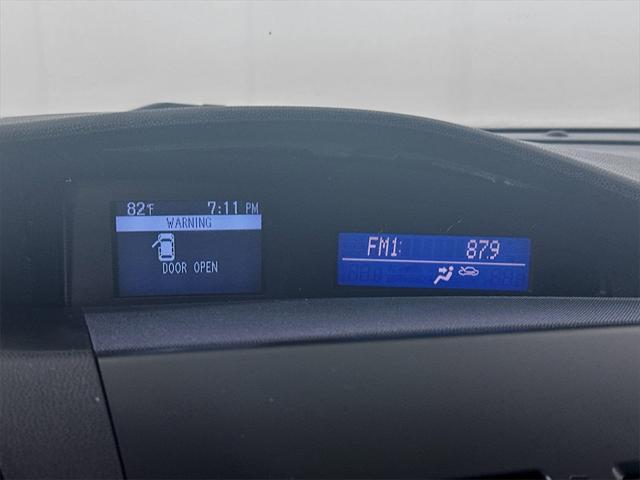 82°F 7:11 PM
WARNING
DOOR OPEN
FM1: 87.9